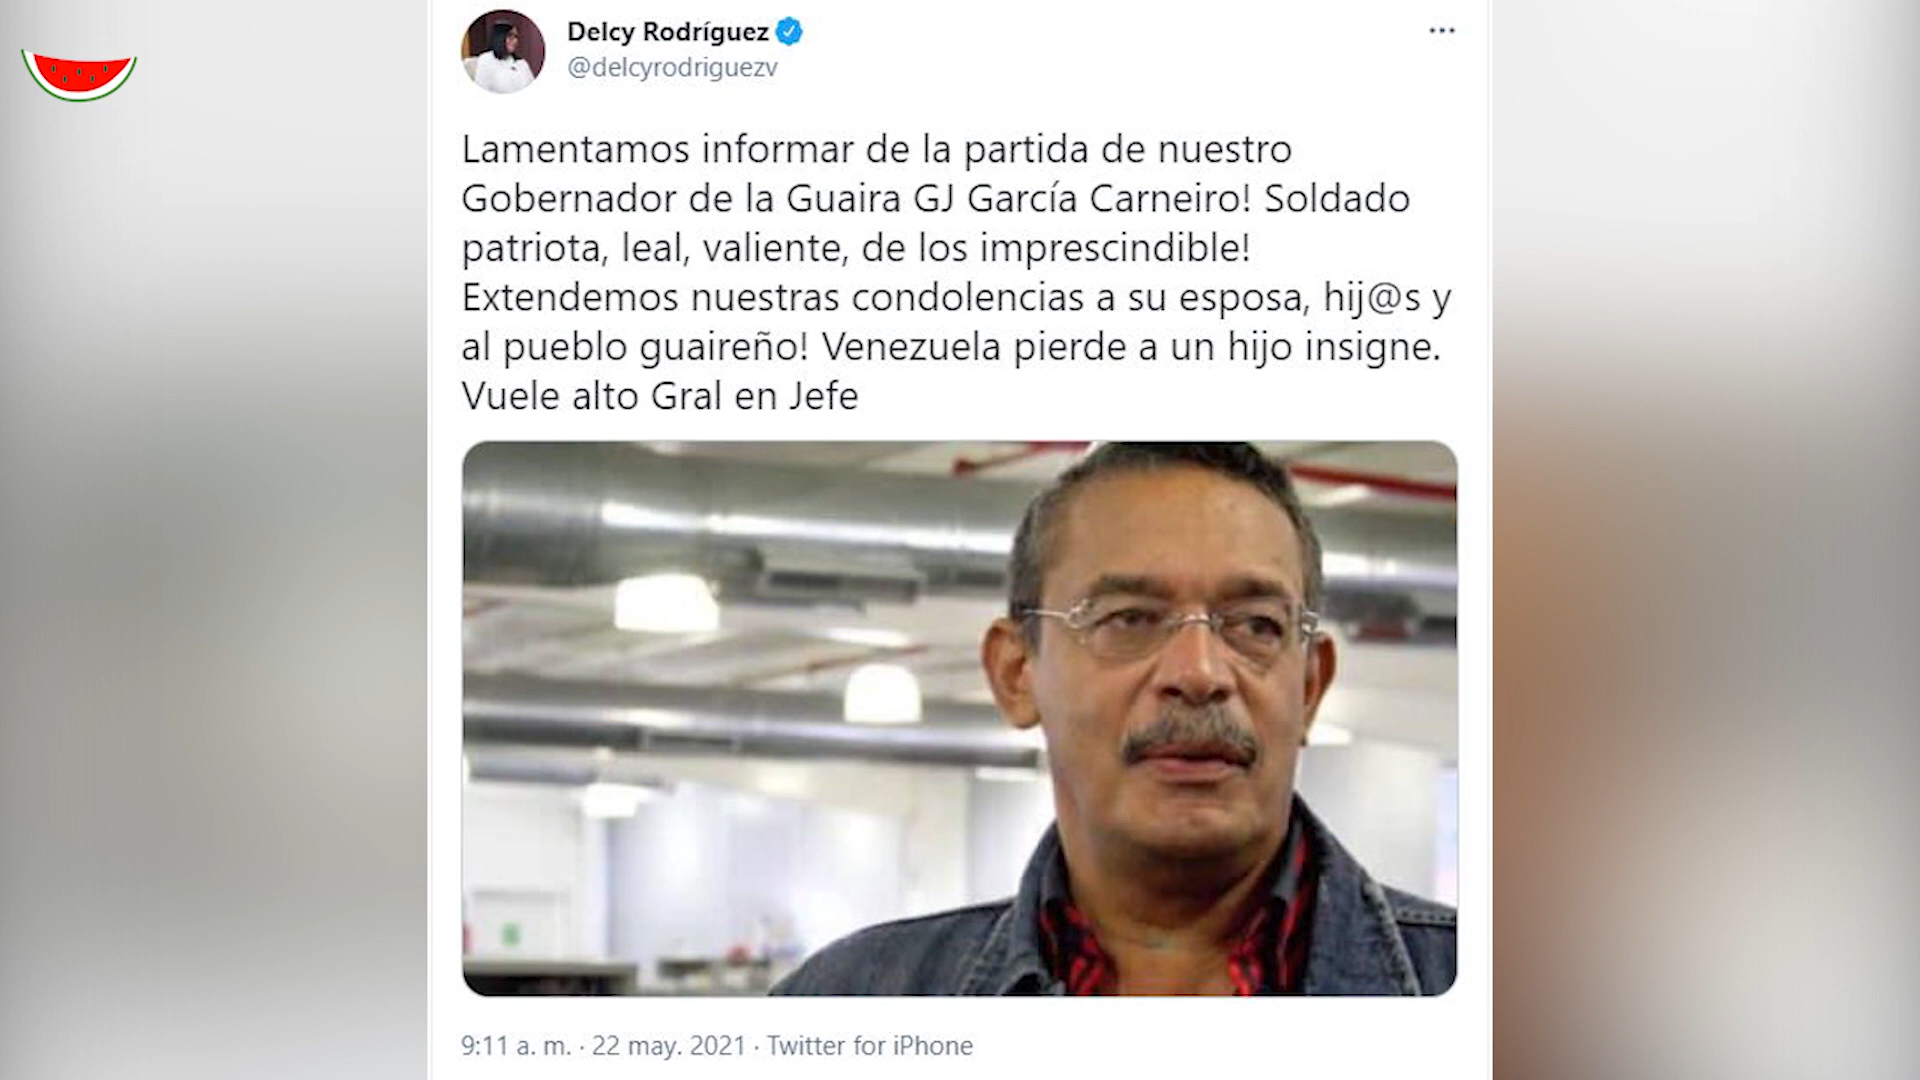 Delcy Rodríguez
@delcyrodriguezv
Lamentamos informar de la partida de nuestro
Gobernador de la Guaira GJ García Carneiro! Soldado
patriota, leal, valiente, de los imprescindible!
Extendemos nuestras condolencias a su esposa, hij@s y
al pueblo guaireño! Venezuela pierde a un hijo insigne.
Vuele alto Gral en Jefe
9:11 a. m. · 22 may. 2021 · Twitter for iPhone